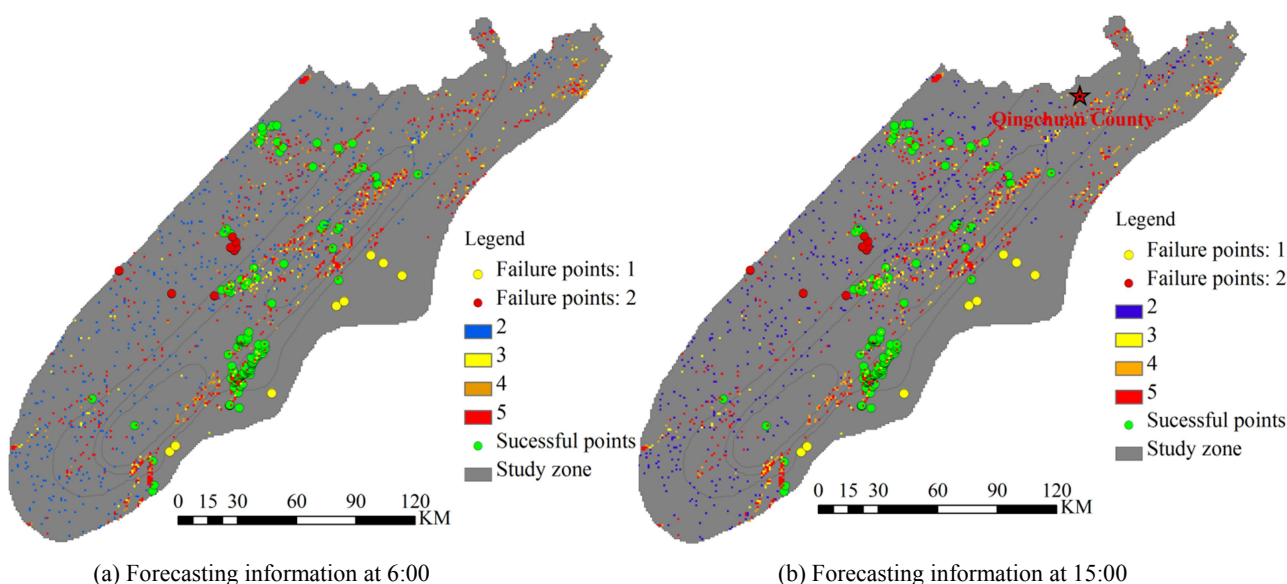 Legend
Failure points: 1
Failure points: 2
2
3
4
5
Sucessful points
Study zone
0 15 30 60 90 120
KM
(a) Forecasting information at 6:00
Qingchuan County
Legend
Failure points: 1
Failure points: 2
2
3
4
5
Sucessful points
Study zone
0 15 30 60 90 120
KM
(b) Forecasting information at 15:00